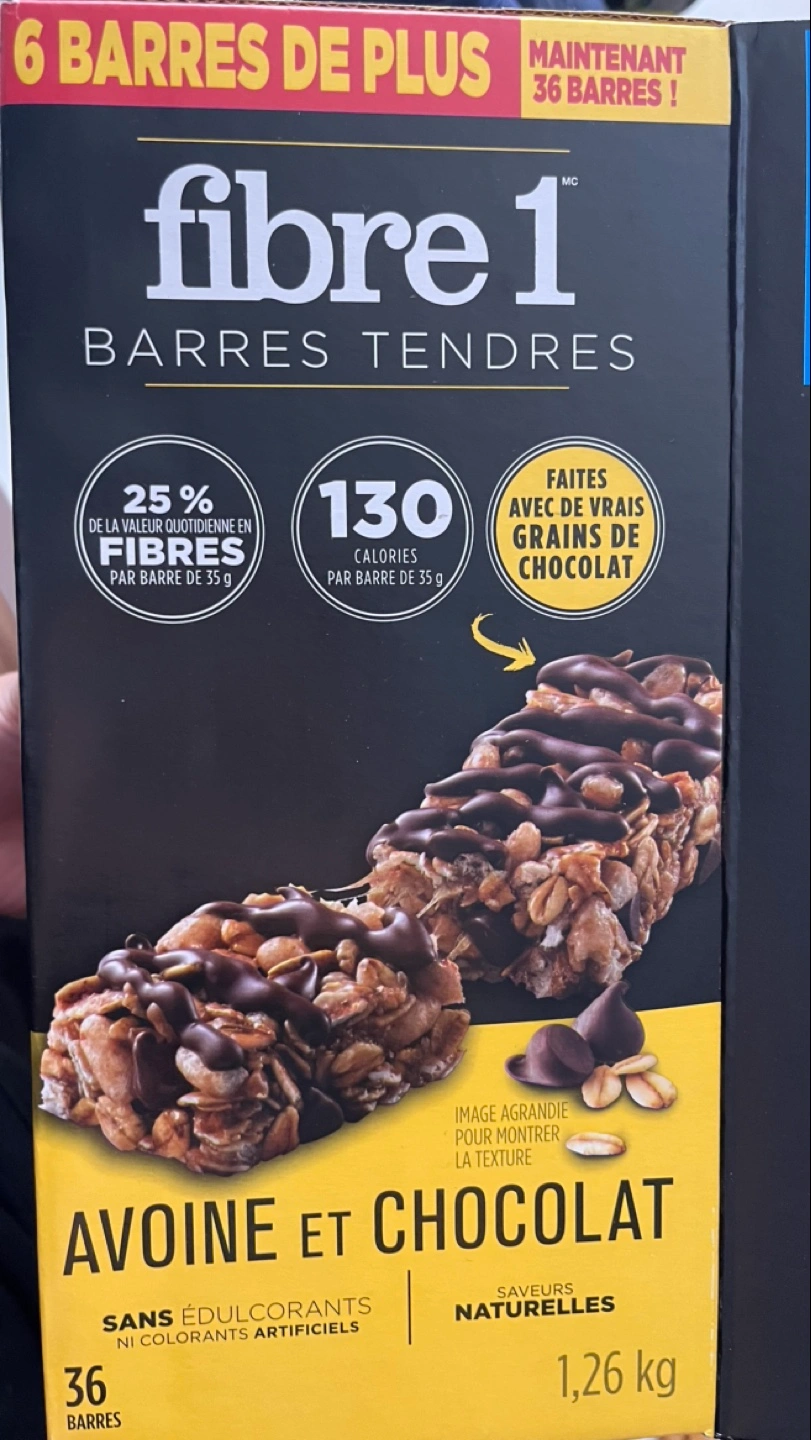 6 BARRES DE PLUS
MAINTENANT
36 BARRES !
fibre 1 MC
BARRES TENDRES
25 %
DE LA VALEUR QUOTIDIENNE EN
FIBRES
PAR BARRE DE 35 g
130
CALORIES
PAR BARRE DE 35 g
FAITES
AVEC DE VRAIS
GRAINS DE
CHOCOLAT
IMAGE AGRANDIE
POUR MONTRER
LA TEXTURE
AVOINE ET CHOCOLAT
SANS ÉDULCORANTS
NI COLORANTS ARTIFICIELS
SAVEURS
NATURELLES
36
BARRES
1,26 kg